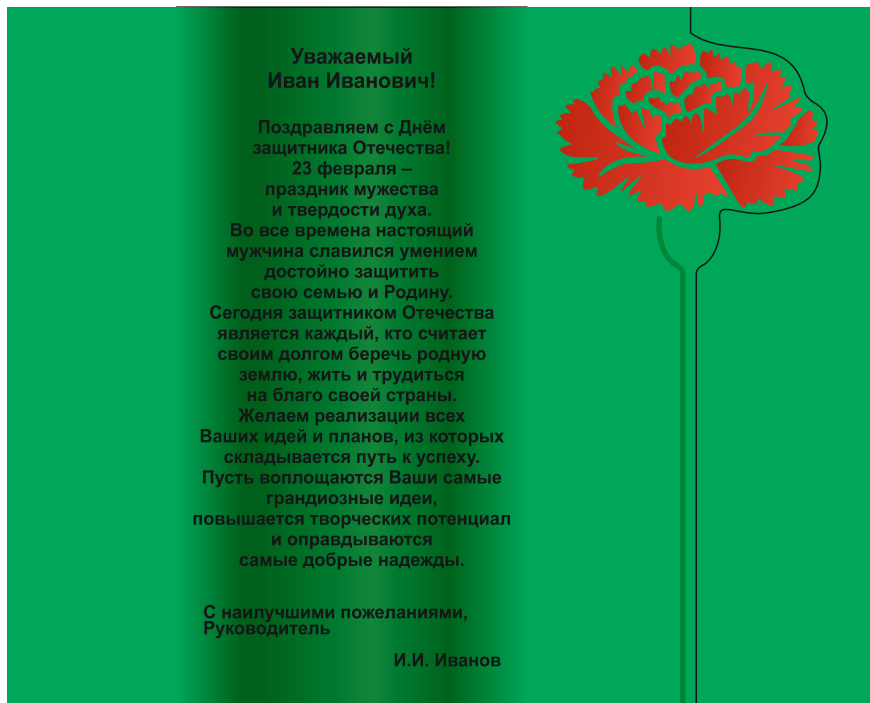 Уважаемый
Иван Иванович!
Поздравляем с Днём
защитника Отечества!
23 февраля –
праздник мужества
и твердости духа.
Во все времена настоящий
мужчина славился умением
достойно защитить
свою семью и Родину.
Сегодня защитником Отечества
является каждый, кто считает
своим долгом беречь родную
землю, жить и трудиться
на благо своей страны.
Желаем реализации всех
Ваших идей и планов, из которых
складывается путь к успеху.
Пусть воплощаются Ваши самые
грандиозные идеи,
повышается творческих потенциал
и оправдываются
самые добрые надежды.
С наилучшими пожеланиями,
Руководитель
И.И. Иванов